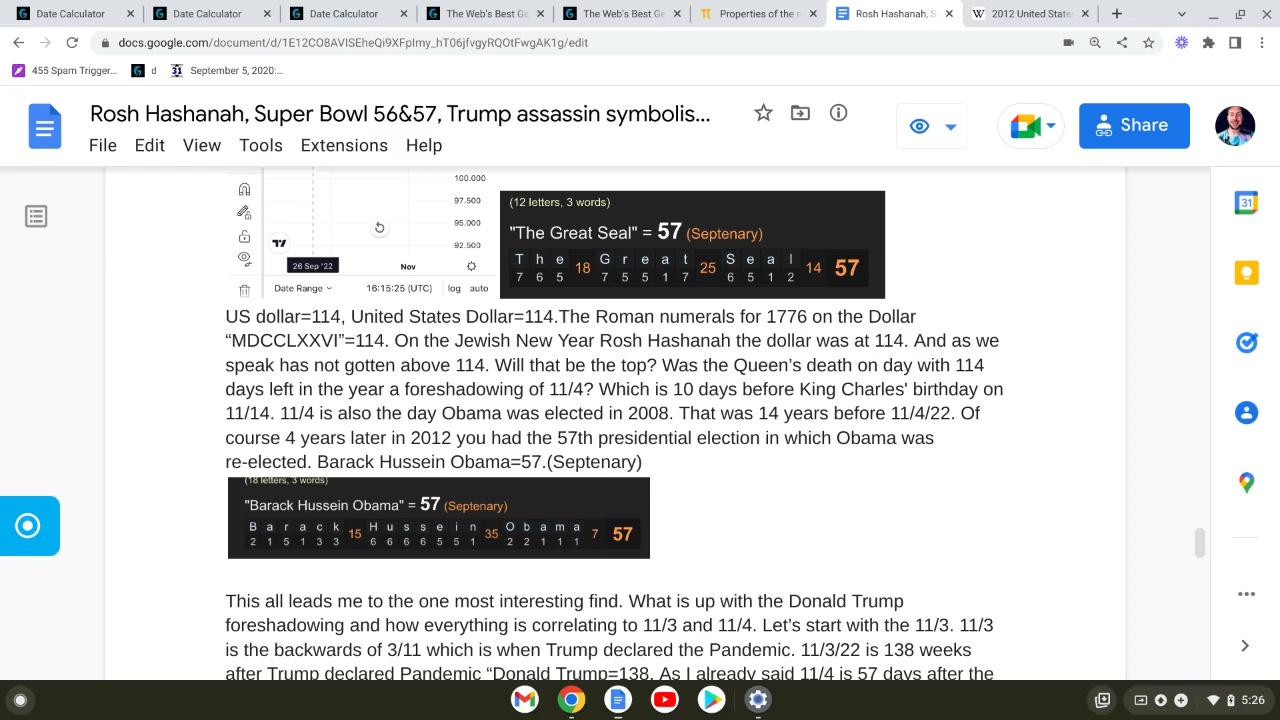 Date Calculator
Date Calculator
Date Calculator
The Web's Best Ge
The Web's Best Ge
Properties of the n
Rosh Hashanah, S
2012 United States
docs.google.com/document/d/1E12CO8AVISEheQi9XFpImy_hT06jfvgyRQOtFwgAK1g/edit
455 Spam Trigger...
d
September 5, 2020:...
Rosh Hashanah, Super Bowl 56&57, Trump assassin symbolis...
Share
File Edit View Tools Extensions Help
100.000
97.500
95.000
92.500
26 Sep '22 Nov
Date Range 16:15:25 (UTC) log auto
(12 letters, 3 words)
"The Great Seal" = 57 (Septenary)
T h e 18 G r e a t 25 S e a l 14 57
7 6 5 7 5 5 1 7 6 5 1 2
US dollar=114, United States Dollar=114.The Roman numerals for 1776 on the Dollar
“MDCCLXXVI”=114. On the Jewish New Year Rosh Hashanah the dollar was at 114. And as we
speak has not gotten above 114. Will that be the top? Was the Queen’s death on day with 114
days left in the year a foreshadowing of 11/4? Which is 10 days before King Charles' birthday on
11/14. 11/4 is also the day Obama was elected in 2008. That was 14 years before 11/4/22. Of
course 4 years later in 2012 you had the 57th presidential election in which Obama was
re-elected. Barack Hussein Obama=57.(Septenary)
(18 letters, 3 words)
"Barack Hussein Obama" = 57 (Septenary)
B a r a c k 15 H u s s e i n 35 O b a m a 7 57
2 1 5 1 3 3 6 6 6 6 5 5 1 2 2 1 1 1
This all leads me to the one most interesting find. What is up with the Donald Trump
foreshadowing and how everything is correlating to 11/3 and 11/4. Let’s start with the 11/3. 11/3
is the backwards of 3/11 which is when Trump declared the Pandemic. 11/3/22 is 138 weeks
after Trump declared Pandemic “Donald Trump=138. As I already said 11/4 is 57 days after the
31
5:26